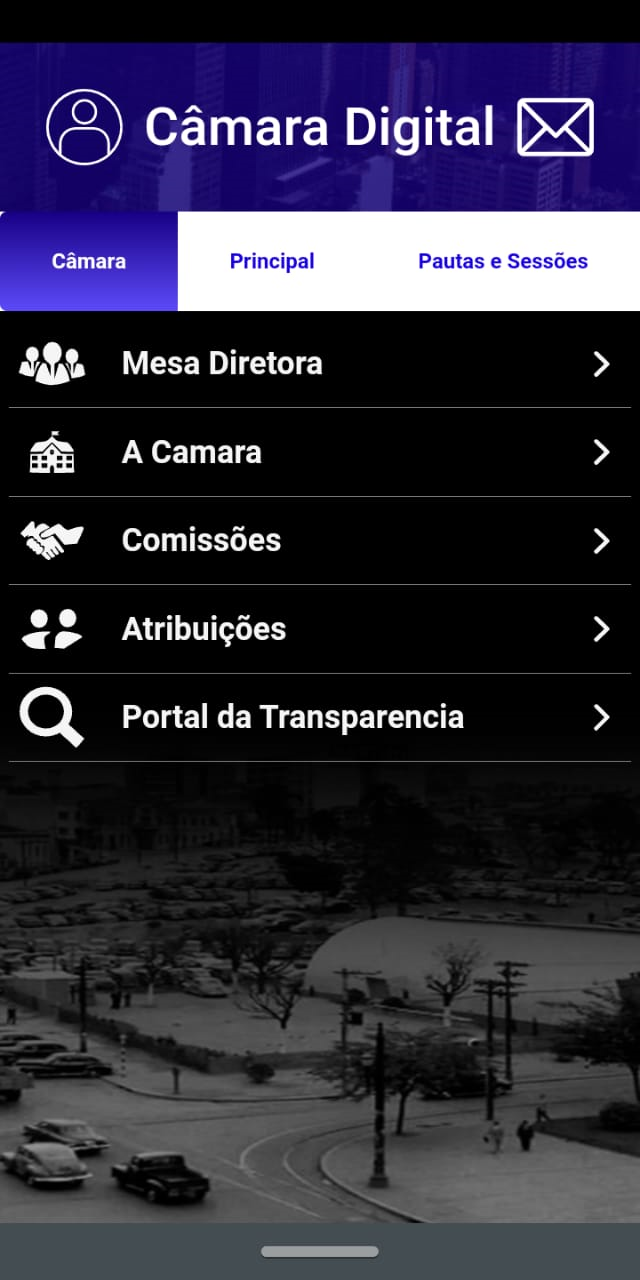 Câmara Digital
Câmara Principal Pautas e Sessões
Mesa Diretora
A Camara
Comissões
Atribuições
Portal da Transparencia